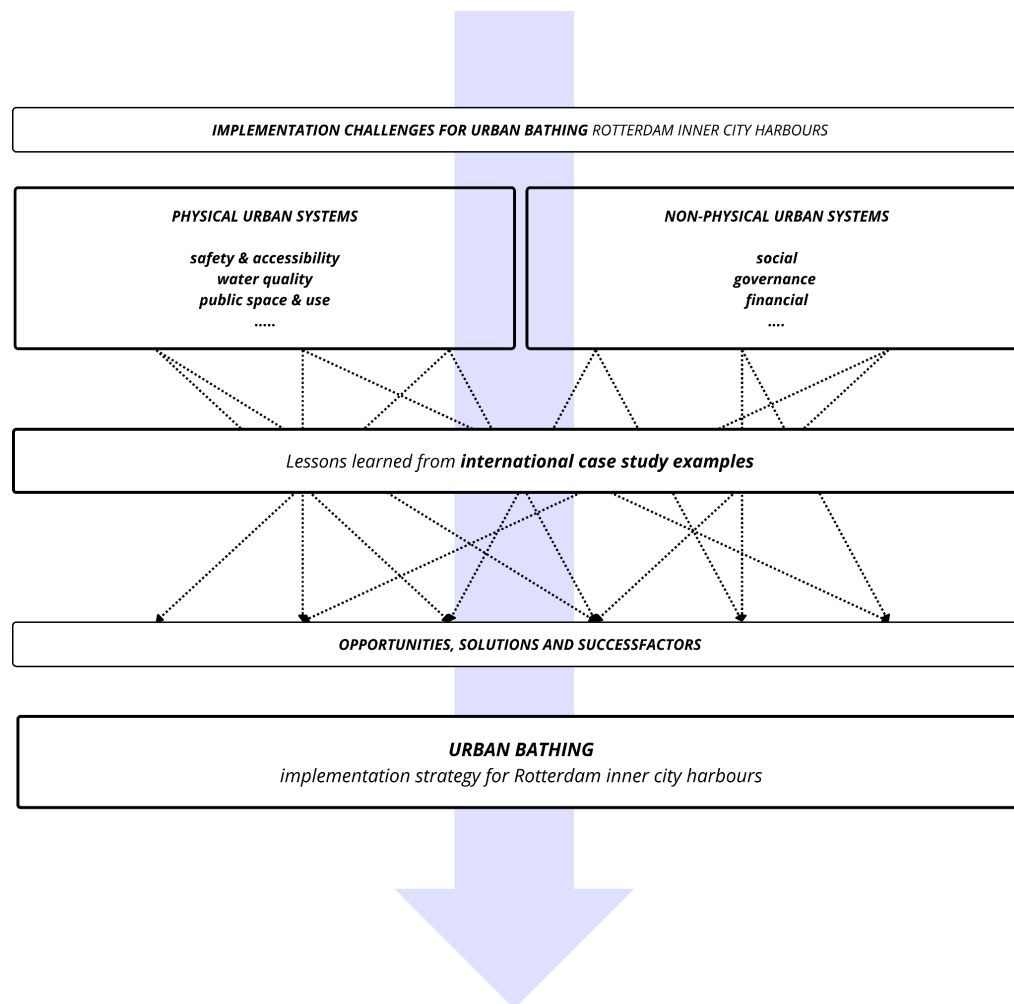 IMPLEMENTATION CHALLENGES FOR URBAN BATHING ROTTERDAM INNER CITY HARBOURS
PHYSICAL URBAN SYSTEMS
safety & accessibility
water quality
public space & use
.....
NON-PHYSICAL URBAN SYSTEMS
social
governance
financial
....
Lessons learned from international case study examples
OPPORTUNITIES, SOLUTIONS AND SUCCESSFACTORS
URBAN BATHING
implementation strategy for Rotterdam inner city harbours